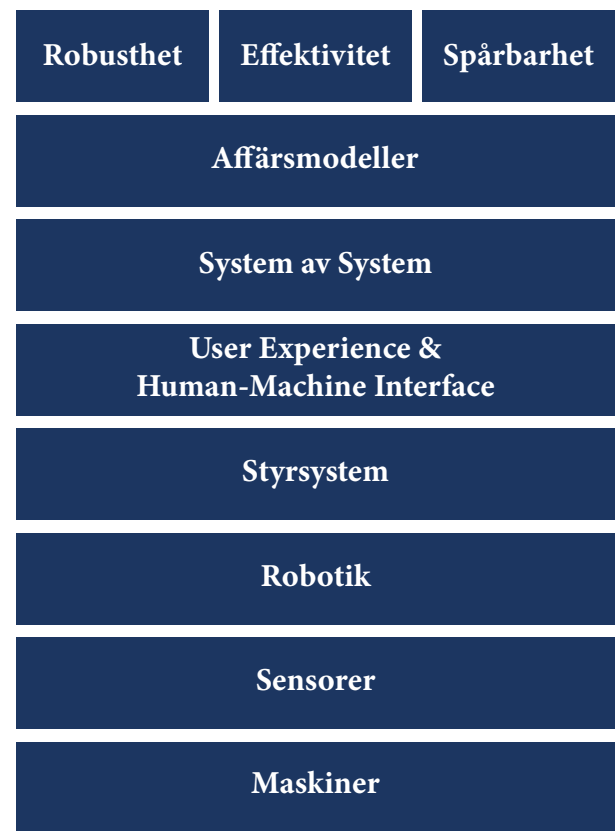 Robusthet
Effektivitet
Spårbarhet
Affärsmodeller
System av System
User Experience &
Human-Machine Interface
Styrsystem
Robotik
Sensorer
Maskiner